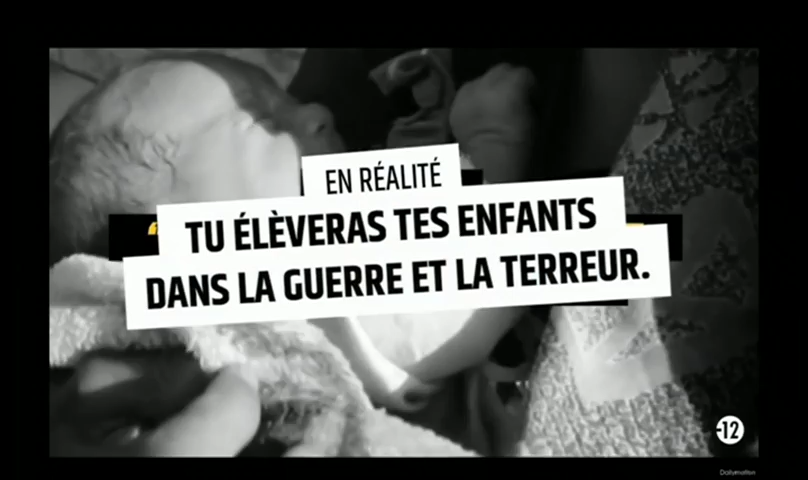 EN RÉALITÉ
TU ÉLÈVERAS TES ENFANTS
DANS LA GUERRE ET LA TERREUR.
-12
Dailymotion